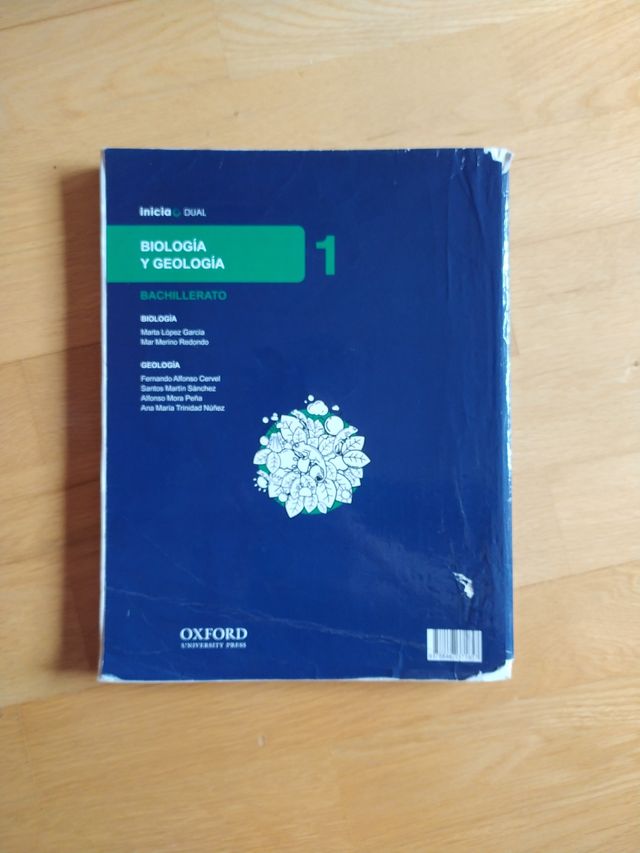 inicia DUAL
BIOLOGÍA
Y GEOLOGÍA
1
BACHILLERATO
BIOLOGÍA
Marta López García
Mar Merino Redondo
GEOLOGÍA
Fernando Alfonso Cervel
Santos Martín Sánchez
Alfonso Mora Peña
Ana María Trinidad Núñez
OXFORD
UNIVERSITY PRESS